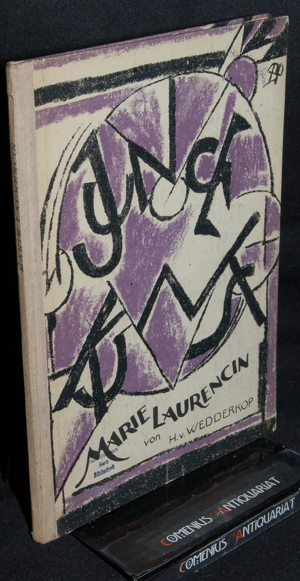 JUNGE
KUNST
MARIE LAURENCIN
von H. v. WEDDERKOP
COMENIUS ANTIQUARIAT
COMENIUS ANTIQUARIAT